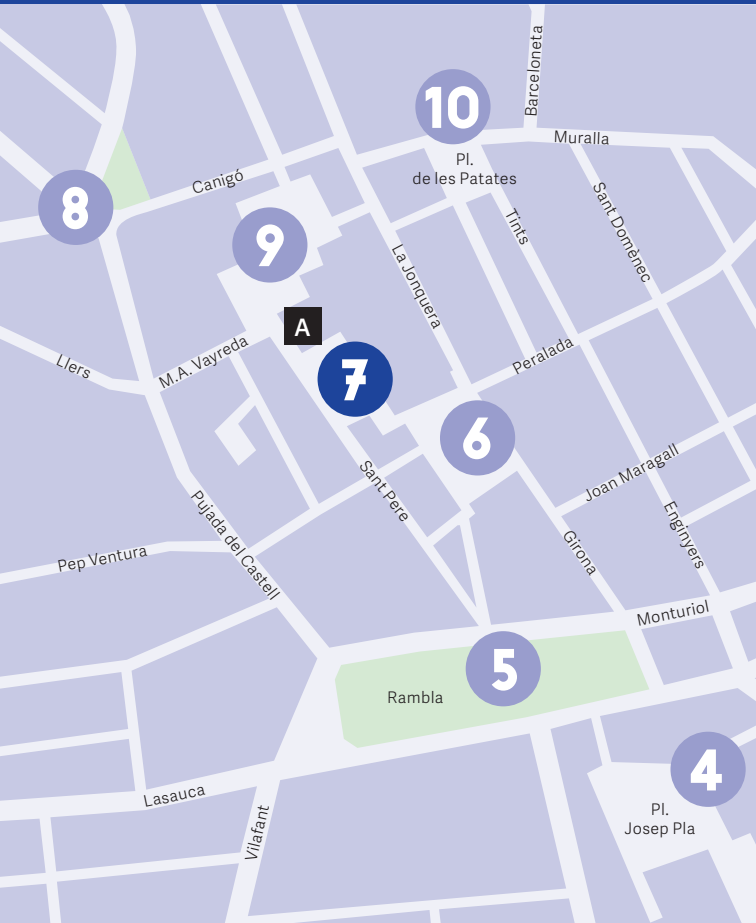 Barceloneta
10
Muralla
Pl.
de les Patates
Canigó
8
Sant Domènec
Tints
9
La Jonquera
A
Peralada
M.A. Vayreda
Llers
7
6
Joan Maragall
Sant Pere
Pujada del Castell
Enginyers
Girona
Pep Ventura
Monturiol
5
Rambla
4
Lasauca
Pl.
Josep Pla
Vilafant